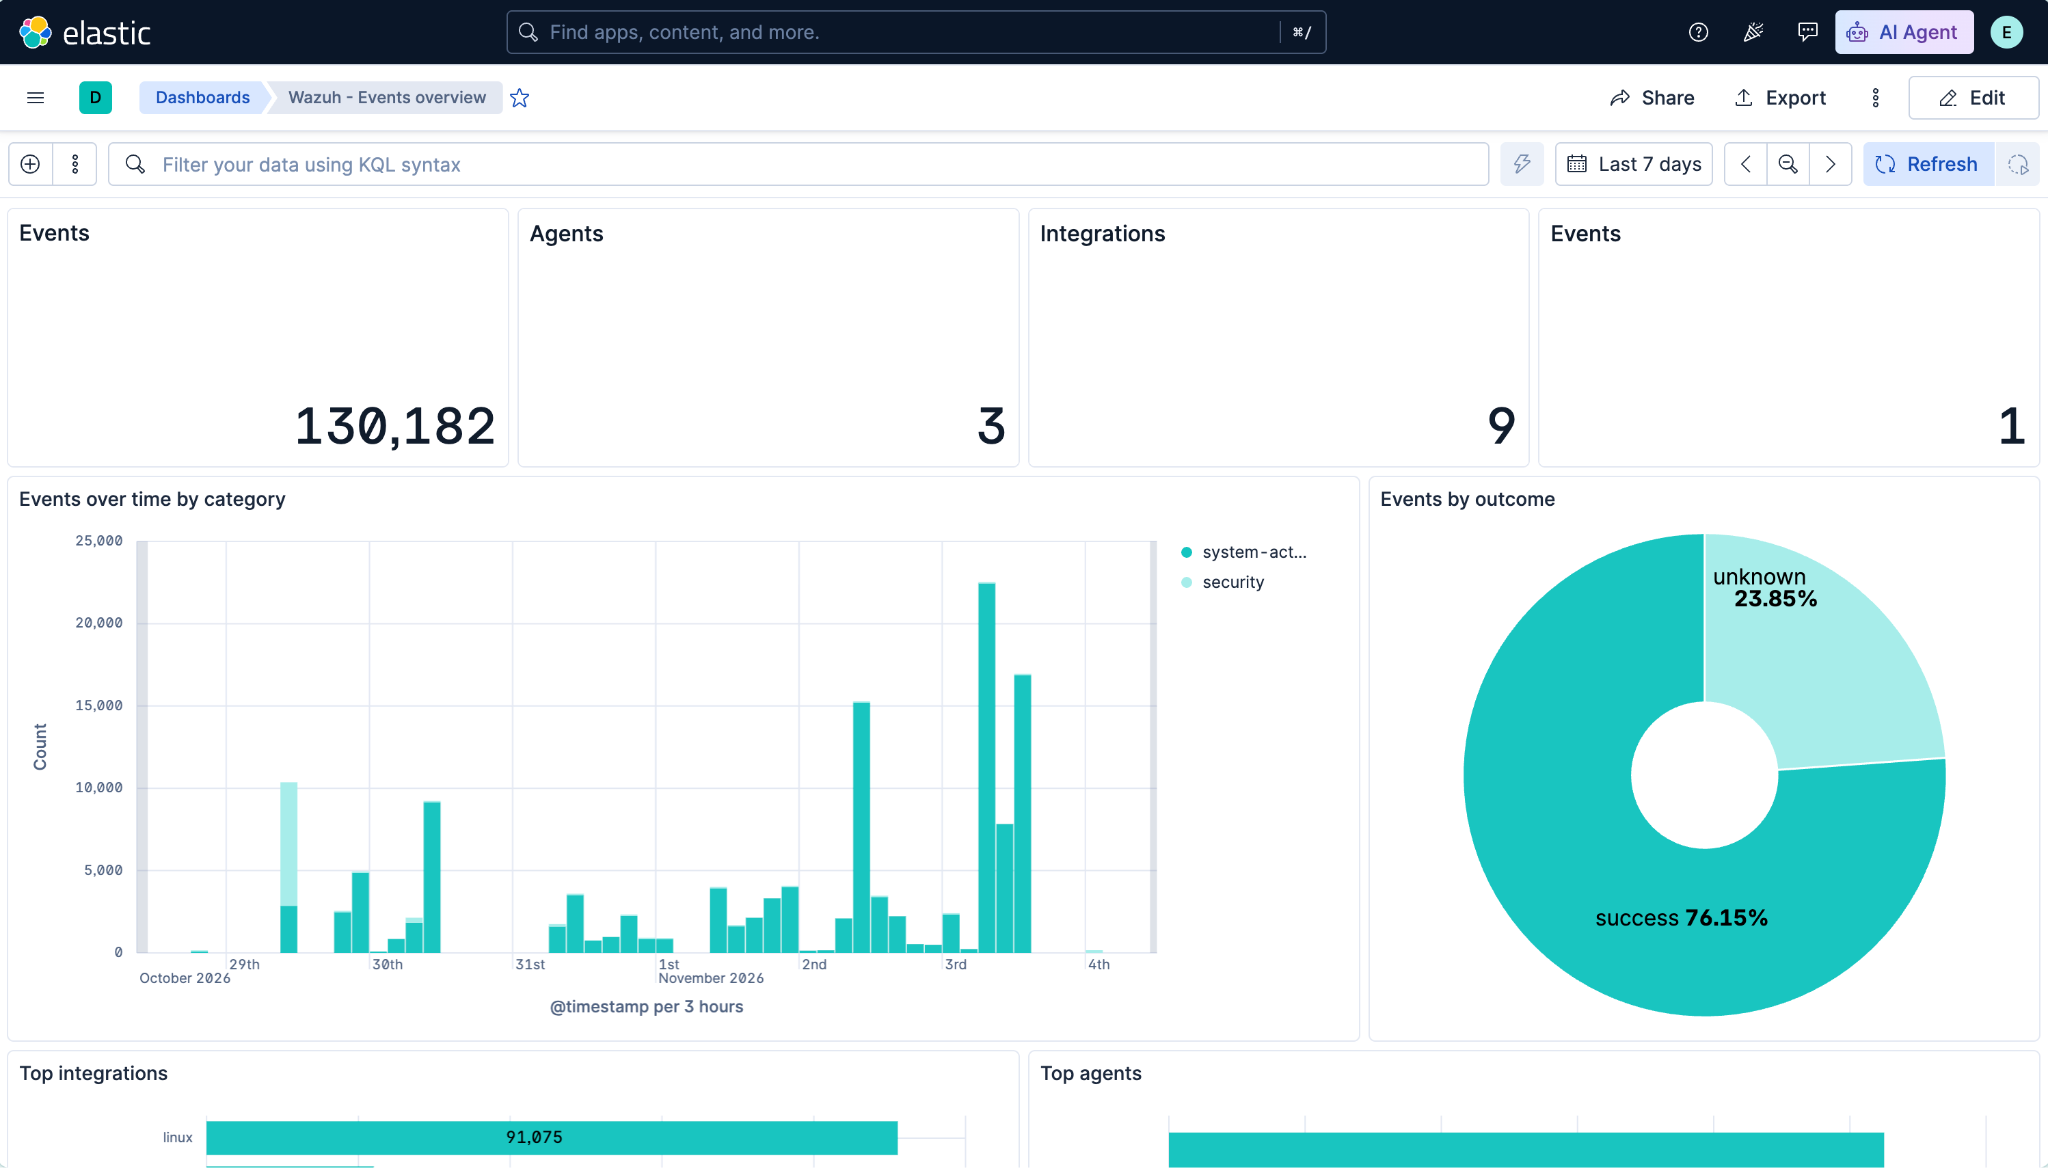 elastic
Find apps, content, and more.
⌘/
AI Agent
E
D
Dashboards
Wazuh - Events overview
Share
Export
Edit
Filter your data using KQL syntax
Last 7 days
Refresh
Events
130,182
Agents
3
Integrations
9
Events
1
Events over time by category
25,000
20,000
15,000
10,000
5,000
0
Count
29th
30th
31st
1st
2nd
3rd
4th
October 2026
November 2026
@timestamp per 3 hours
system-act...
security
Events by outcome
unknown
23.85%
success 76.15%
Top integrations
linux
91,075
Top agents